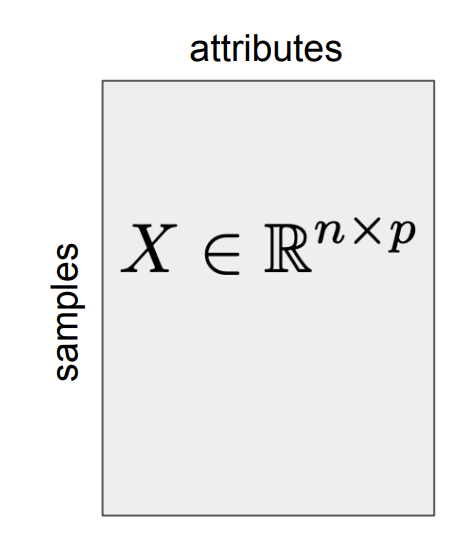 attributes
samples
X ∈ ℝ^{n×p}